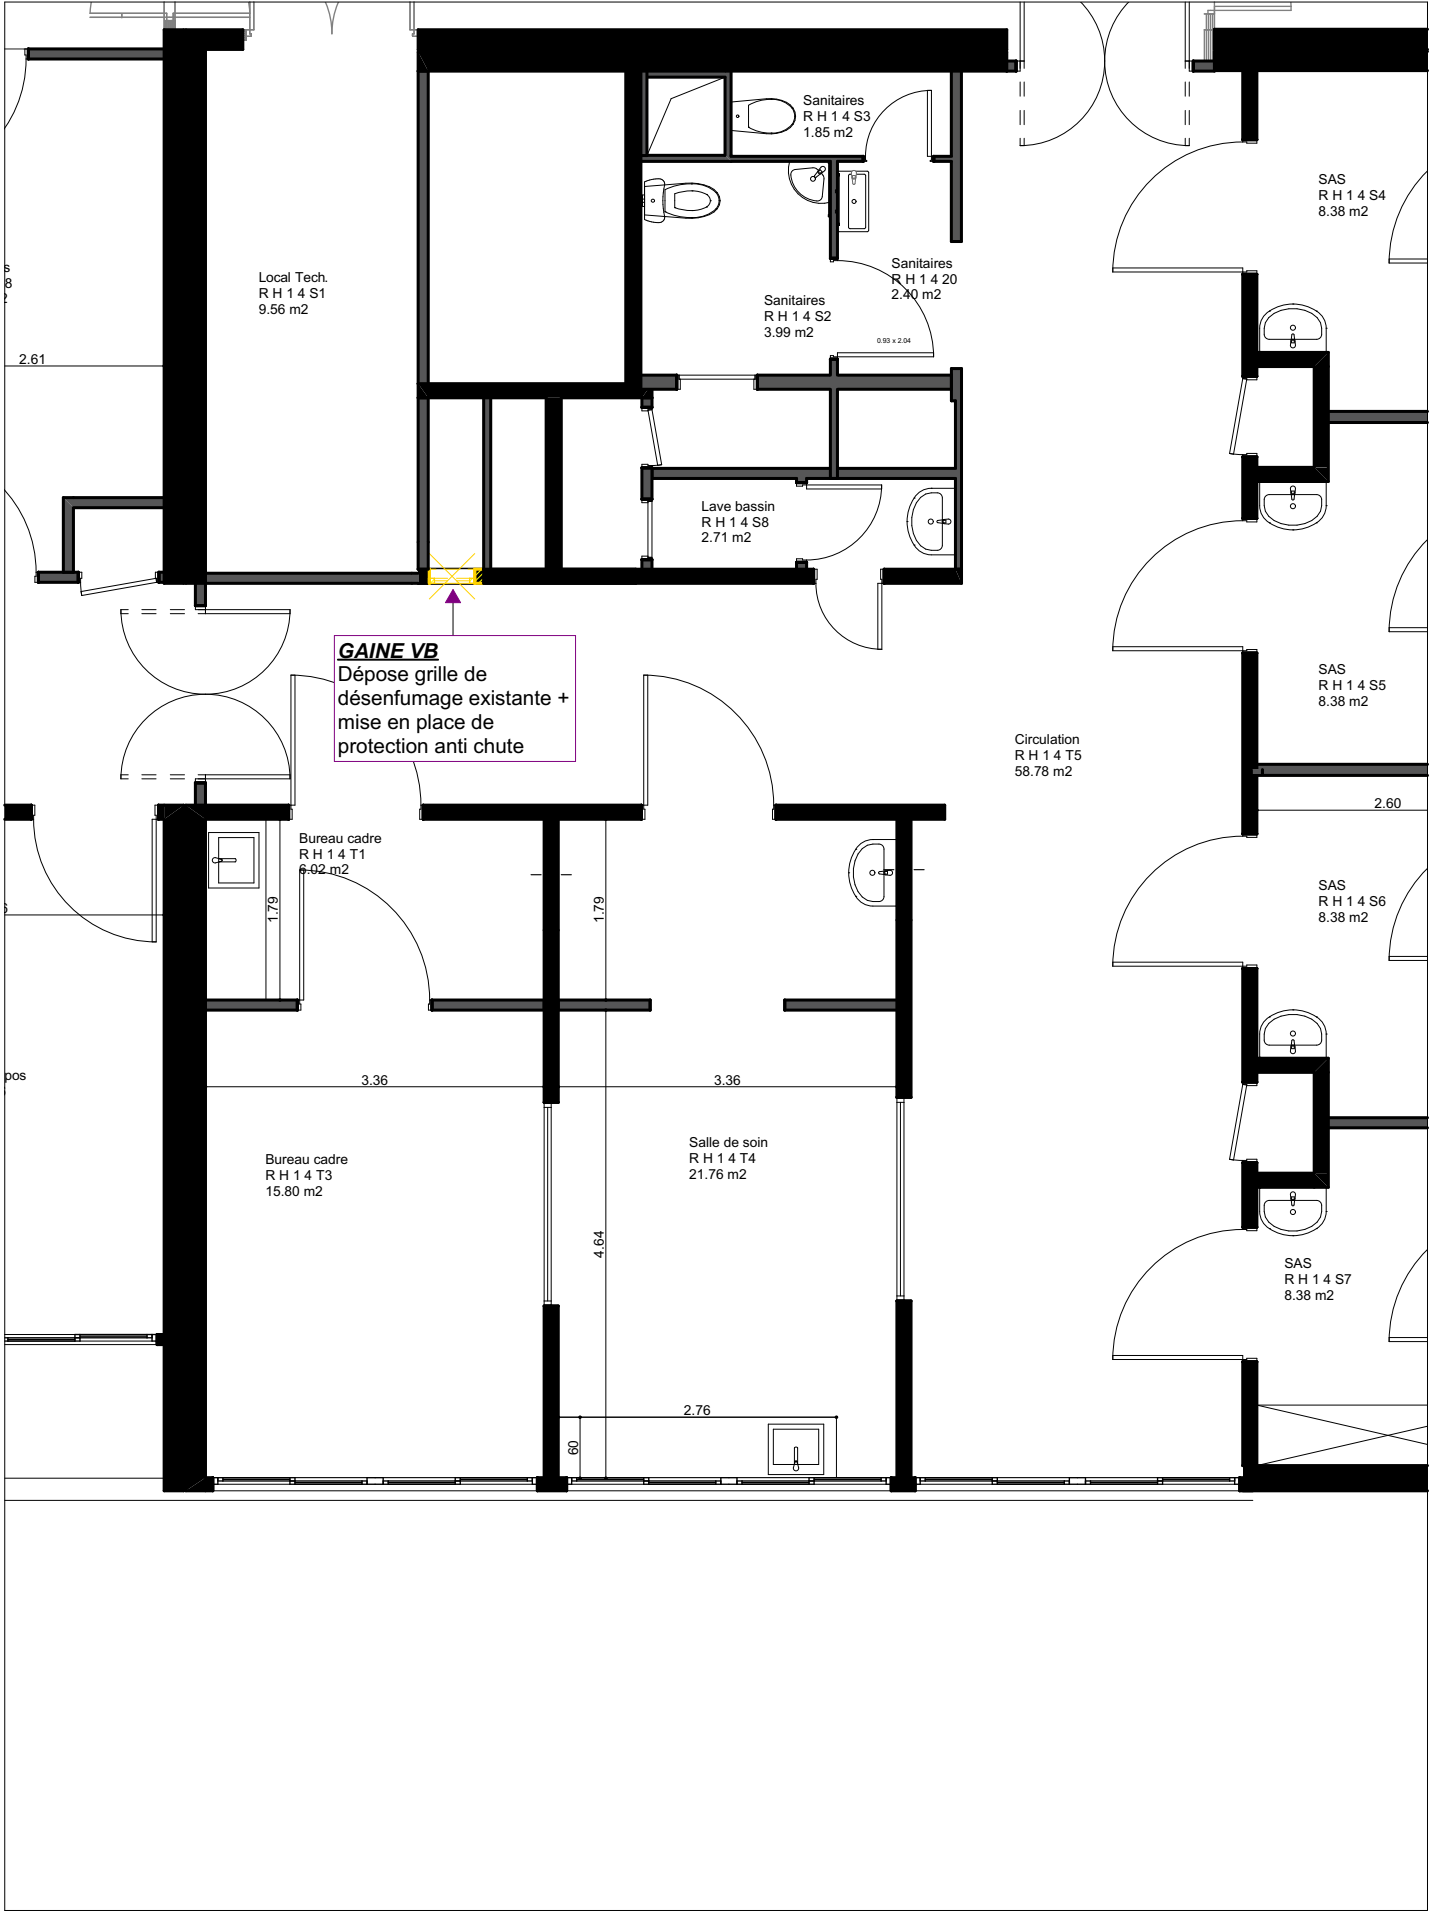 Sanitaires
R H 1 4 S3
1.85 m2
SAS
R H 1 4 S4
8.38 m2
s
8
Local Tech.
R H 1 4 S1
9.56 m2
Sanitaires
R H 1 4 20
2.40 m2
Sanitaires
R H 1 4 S2
3.99 m2
0.93 x 2.04
2.61
Lave bassin
R H 1 4 S8
2.71 m2
GAINE VB
Dépose grille de
désenfumage existante +
mise en place de
protection anti chute
SAS
R H 1 4 S5
8.38 m2
Circulation
R H 1 4 T5
58.78 m2
2.60
Bureau cadre
R H 1 4 T1
6.02 m2
1.79
1.79
SAS
R H 1 4 S6
8.38 m2
pos
3.36
3.36
Bureau cadre
R H 1 4 T3
15.80 m2
Salle de soin
R H 1 4 T4
21.76 m2
4.64
SAS
R H 1 4 S7
8.38 m2
2.76
60